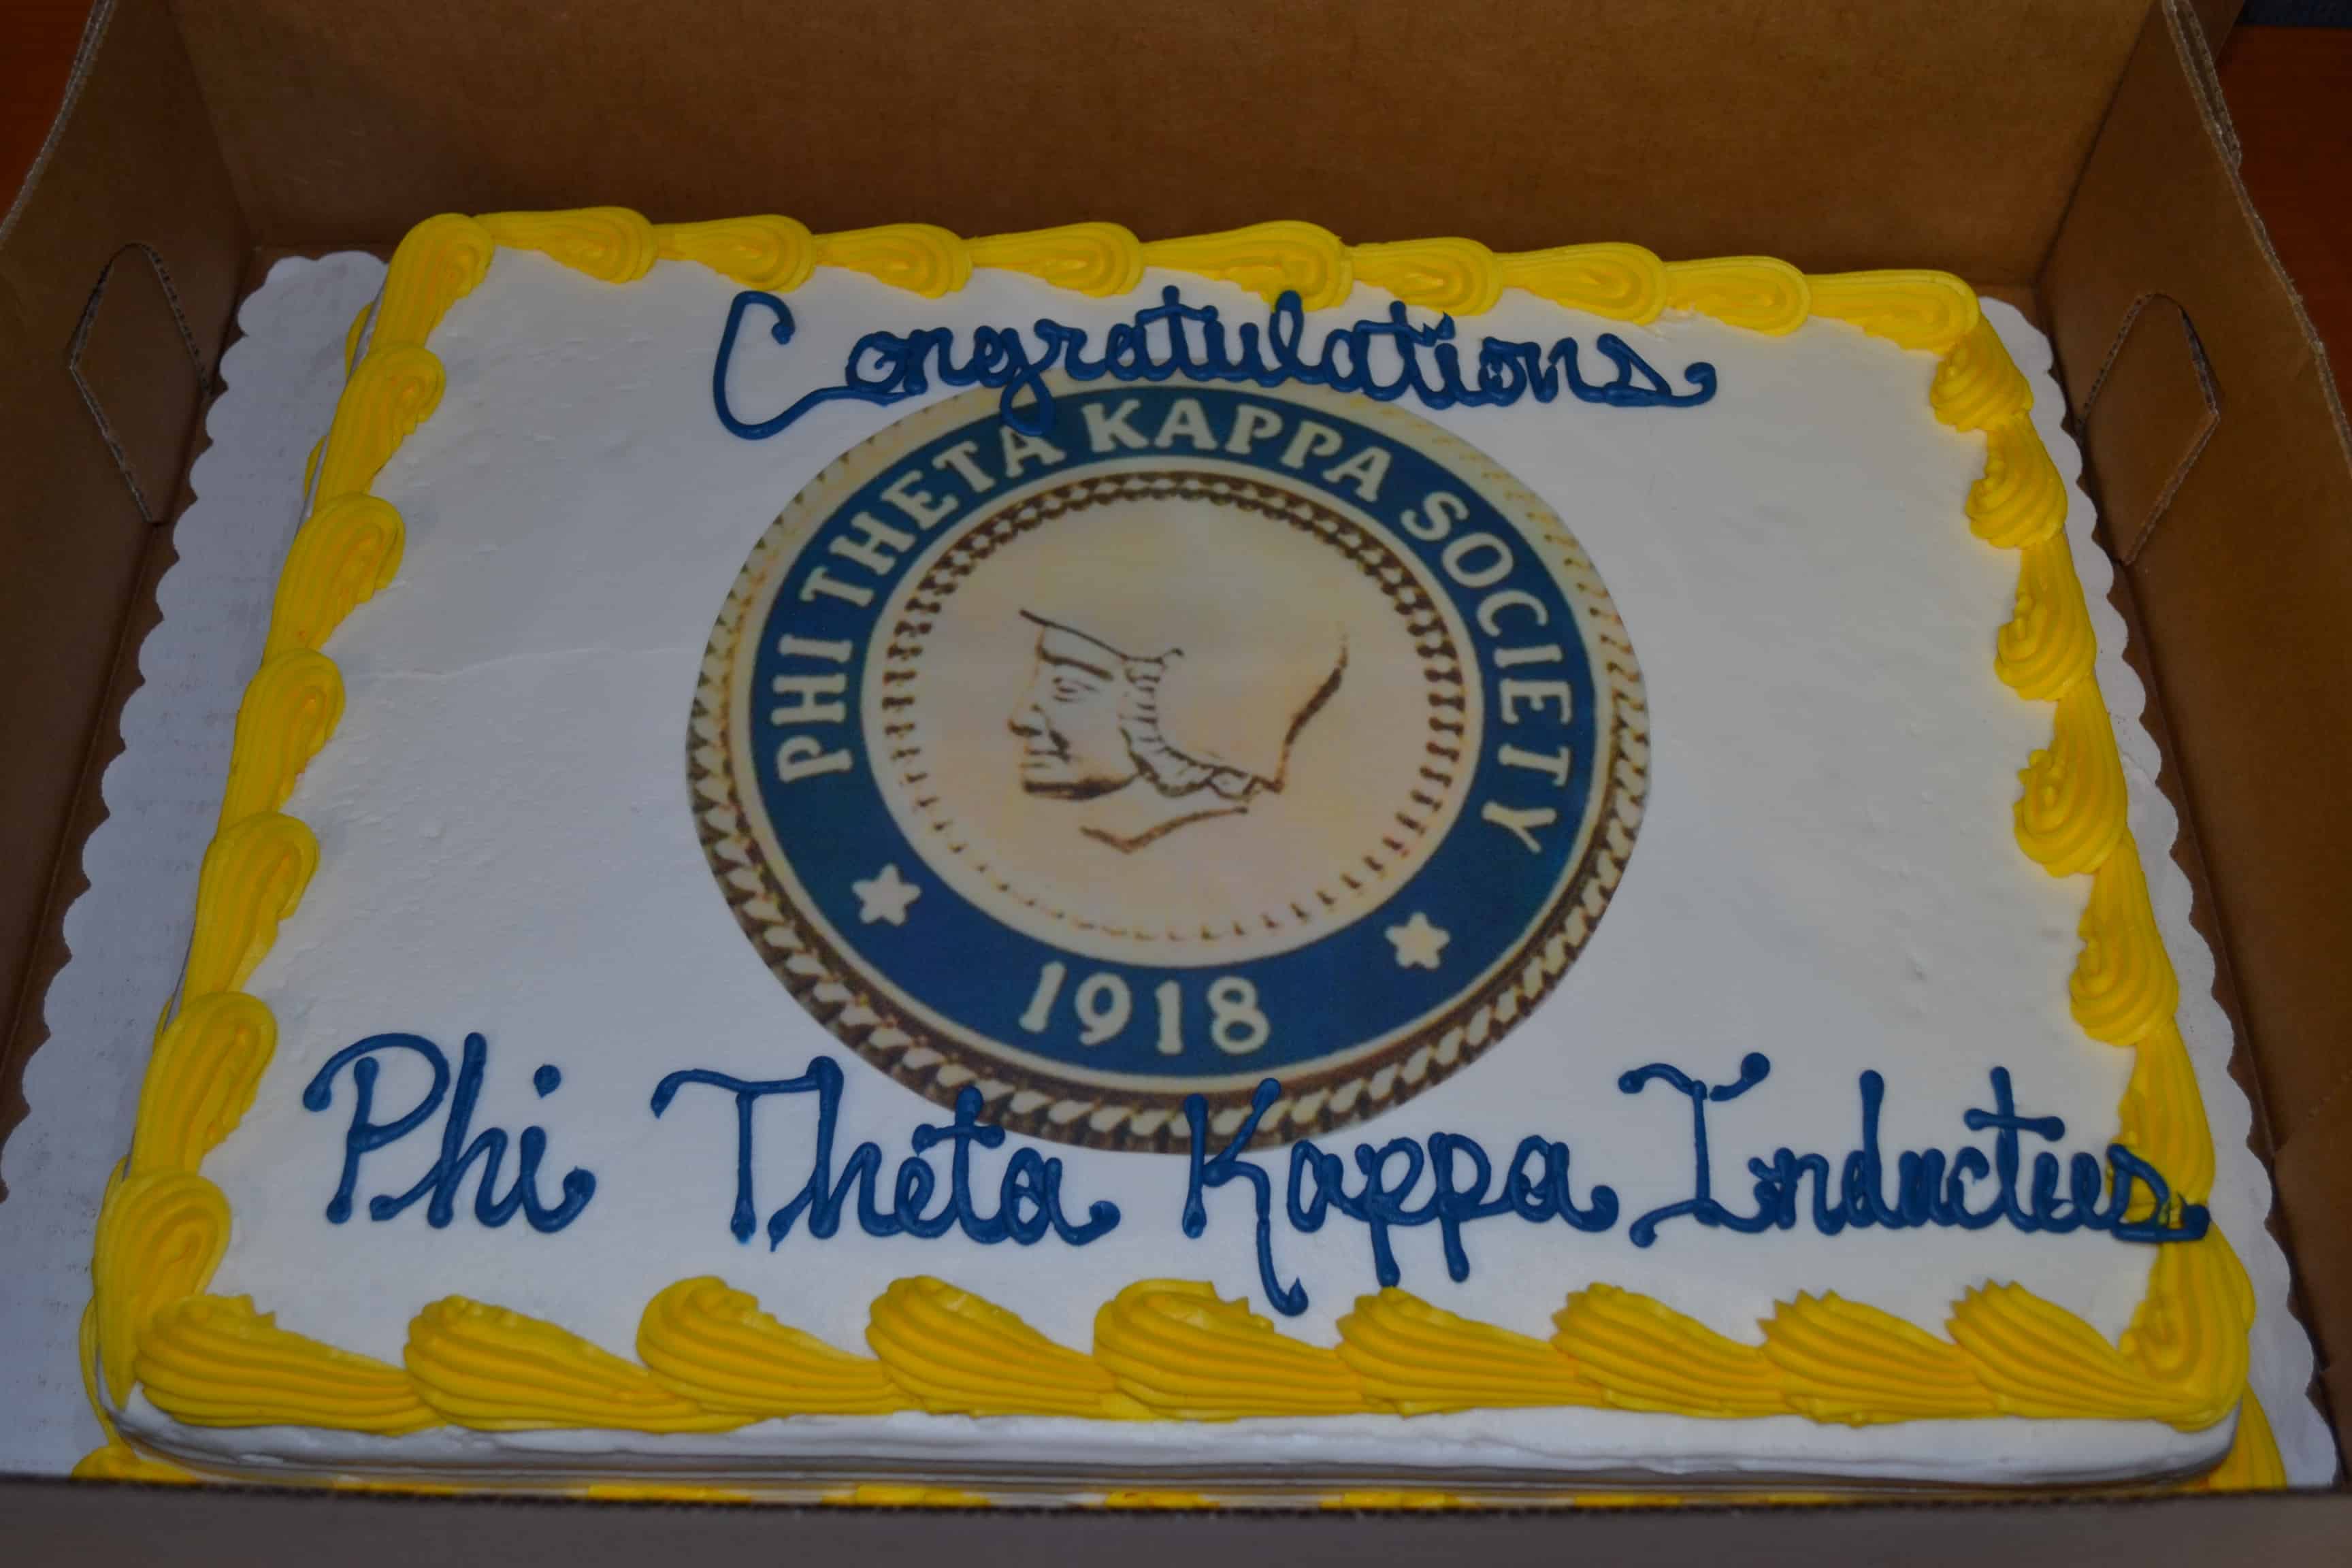 Congratulations
PHI THETA KAPPA SOCIETY
1918
Phi Theta Kappa Inductees